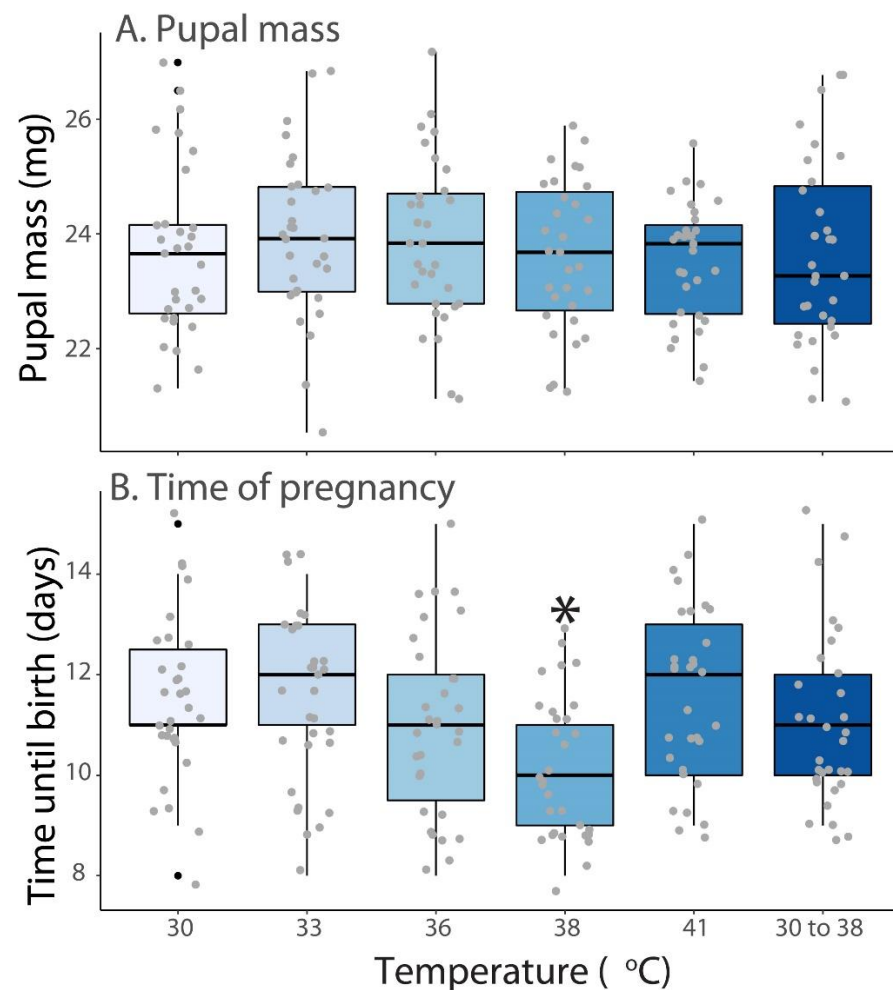 A. Pupal mass
Pupal mass (mg)
26
24
22
B. Time of pregnancy
Time until birth (days)
14
12
10
8
*
30 33 36 38 41 30 to 38
Temperature ( °C)